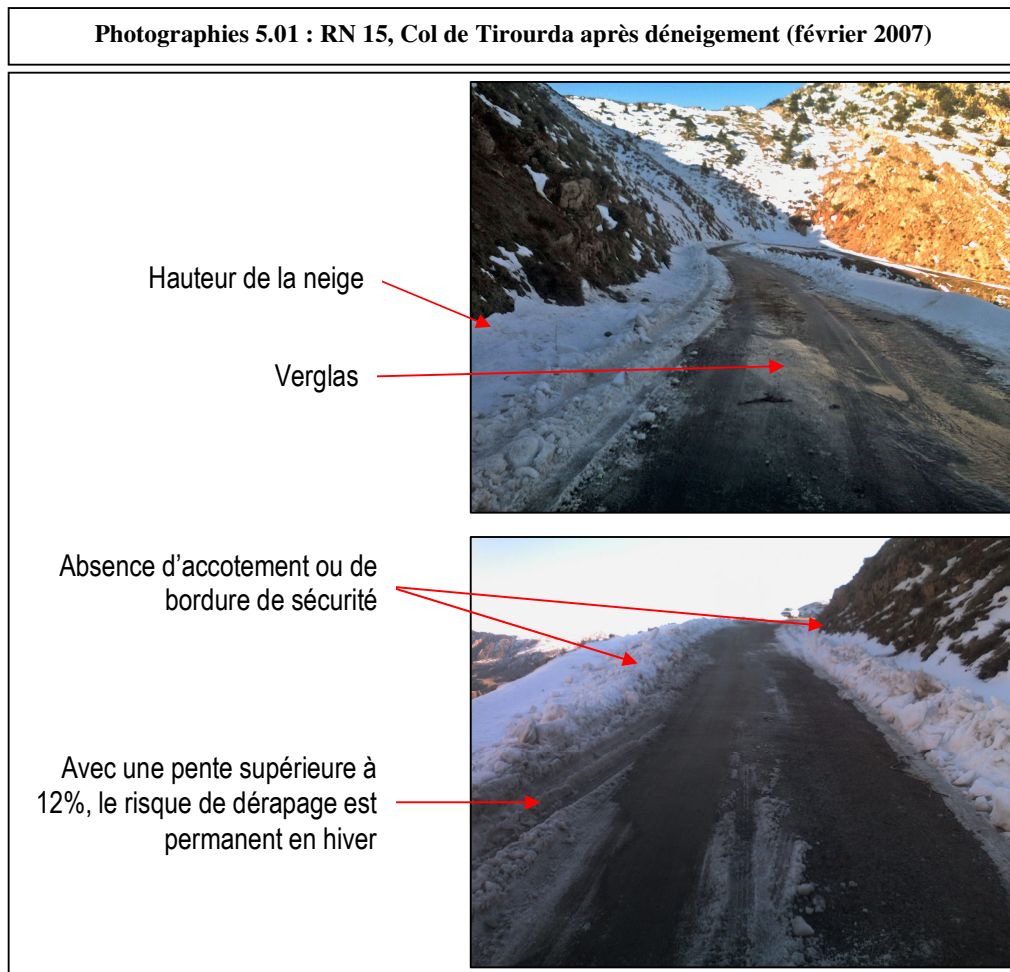 Photographies 5.01 : RN 15, Col de Tirourda après déneigement (février 2007)
Hauteur de la neige
Verglas
Absence d’accotement ou de
bordure de sécurité
Avec une pente supérieure à
12%, le risque de dérapage est
permanent en hiver